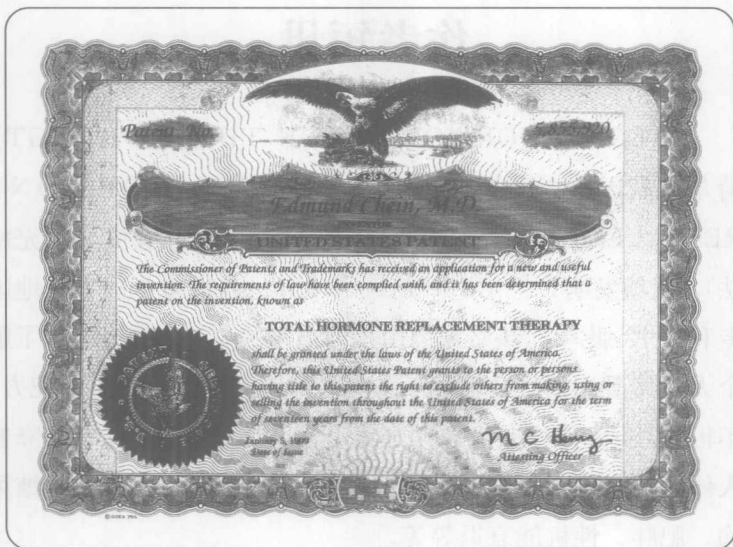 Patent No.
5,855,920
Edmund Chein, M.D.
UNITED STATES PATENT
The Commissioner of Patents and Trademarks has received an application for a new and useful
invention. The requirements of law have been complied with, and it has been determined that a
patent on the invention, known as
TOTAL HORMONE REPLACEMENT THERAPY
shall be granted under the laws of the United States of America.
Therefore, this United States Patent grants to the person or persons
having title to this patent the right to exclude others from making, using or
selling the invention throughout the United States of America for the term
of seventeen years from the date of this patent.
January 5, 1999
Date of Issue
Attesting Officer